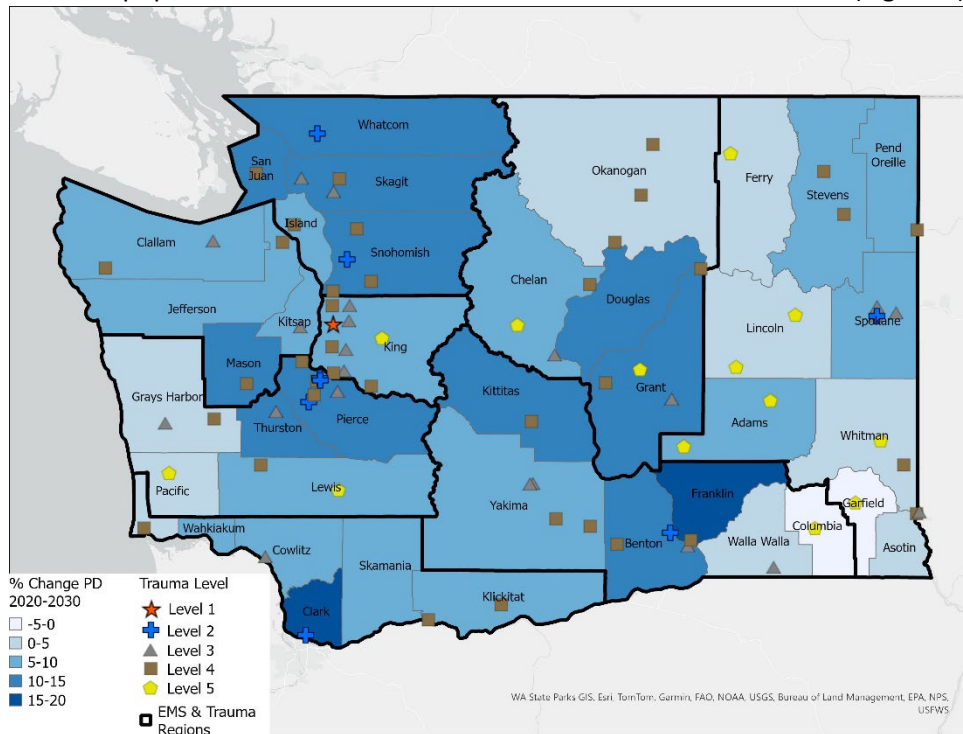 Whatcom
San
Juan
Skagit
Okanogan
Ferry
Pend
Oreille
Stevens
Island
Clallam
Snohomish
Chelan
Jefferson
Douglas
Kitsap
King
Lincoln
Spokane
Mason
Grays Harbor
Kittitas
Grant
Thurston
Pierce
Adams
Whitman
Pacific
Lewis
Yakima
Franklin
Garfield
Columbia
Wahkiakum
Cowlitz
Benton
Walla Walla
Asotin
Skamania
Klickitat
Clark
% Change PD
2020-2030
-5-0
0-5
5-10
10-15
15-20
Trauma Level
Level 1
Level 2
Level 3
Level 4
Level 5
EMS & Trauma
Regions
WA State Parks GIS, Esri, TomTom, Garmin, FAO, NOAA, USGS, Bureau of Land Management, EPA, NPS,
USFWS